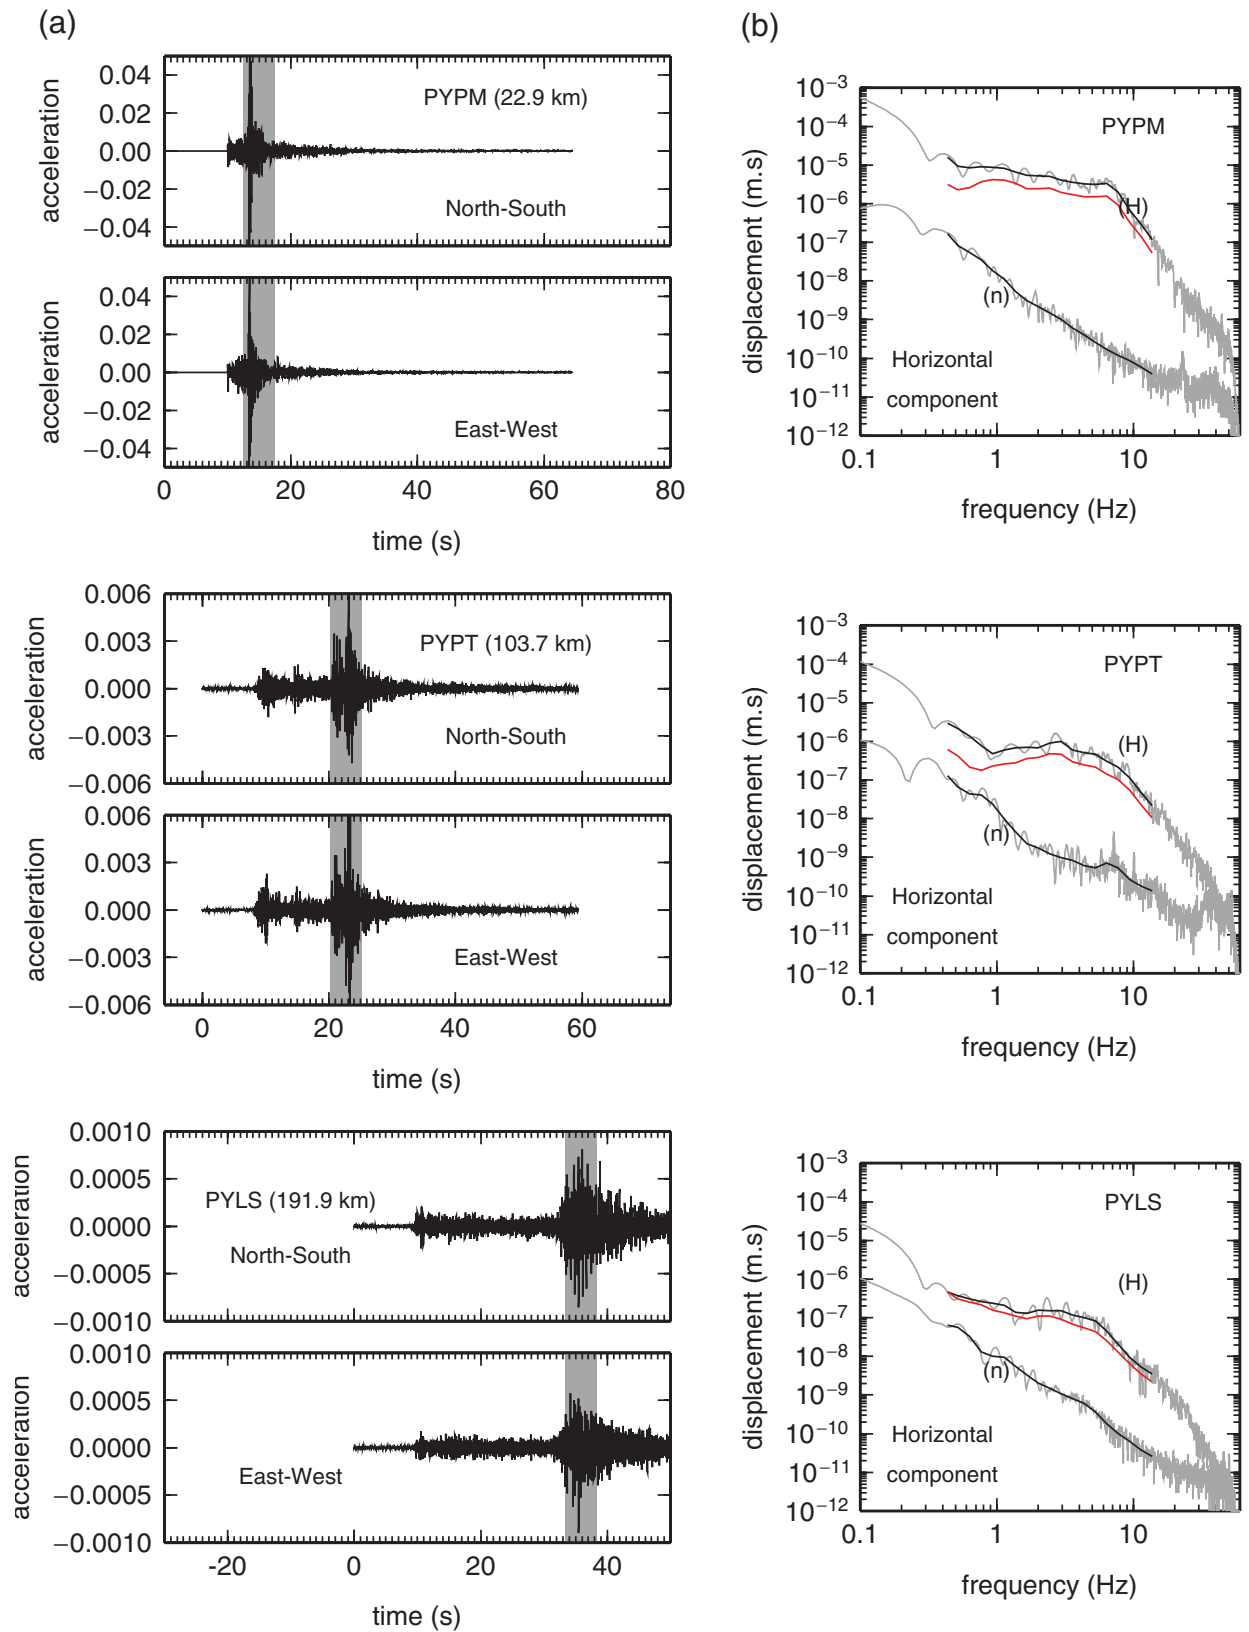 (a)
0.04
0.02
0.00
−0.02
−0.04
acceleration
PYPM (22.9 km)
North-South
0.04
0.02
0.00
−0.02
−0.04
acceleration
East-West
0 20 40 60 80
time (s)
0.006
0.003
0.000
−0.003
−0.006
acceleration
PYPT (103.7 km)
North-South
0.006
0.003
0.000
−0.003
−0.006
acceleration
East-West
0 20 40 60
time (s)
0.0010
0.0005
0.0000
−0.0005
−0.0010
acceleration
PYLS (191.9 km)
North-South
0.0010
0.0005
0.0000
−0.0005
−0.0010
acceleration
East-West
-20 0 20 40
time (s)
(b)
10−3
10−4
10−5
10−6
10−7
10−8
10−9
10−10
10−11
10−12
displacement (m.s)
PYPM
(H)
(n)
Horizontal
component
0.1 1 10
frequency (Hz)
10−3
10−4
10−5
10−6
10−7
10−8
10−9
10−10
10−11
10−12
displacement (m.s)
PYPT
(H)
(n)
Horizontal
component
0.1 1 10
frequency (Hz)
10−3
10−4
10−5
10−6
10−7
10−8
10−9
10−10
10−11
10−12
displacement (m.s)
PYLS
(H)
(n)
Horizontal
component
0.1 1 10
frequency (Hz)